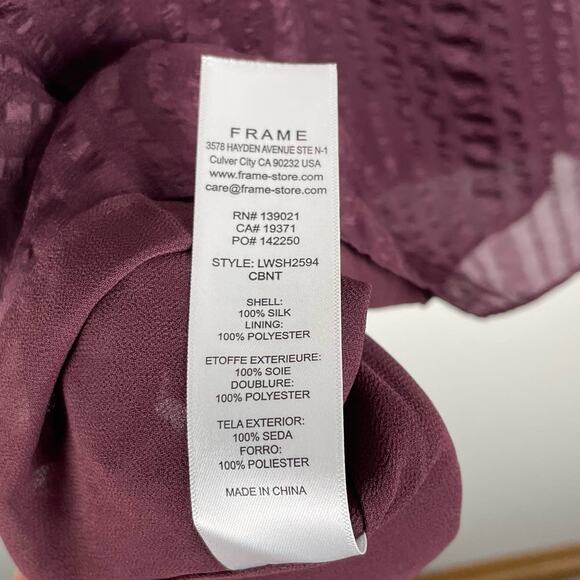 FRAME
3578 HAYDEN AVENUE STE N-1
Culver City CA 90232 USA
www.frame-store.com
care@frame-store.com
RN# 139021
CA# 19371
PO# 142250
STYLE: LWSH2594
CBNT
SHELL:
100% SILK
LINING:
100% POLYESTER
ETOFFE EXTERIEURE:
100% SOIE
DOUBLURE:
100% POLYESTER
TELA EXTERIOR:
100% SEDA
FORRO:
100% POLIESTER
MADE IN CHINA